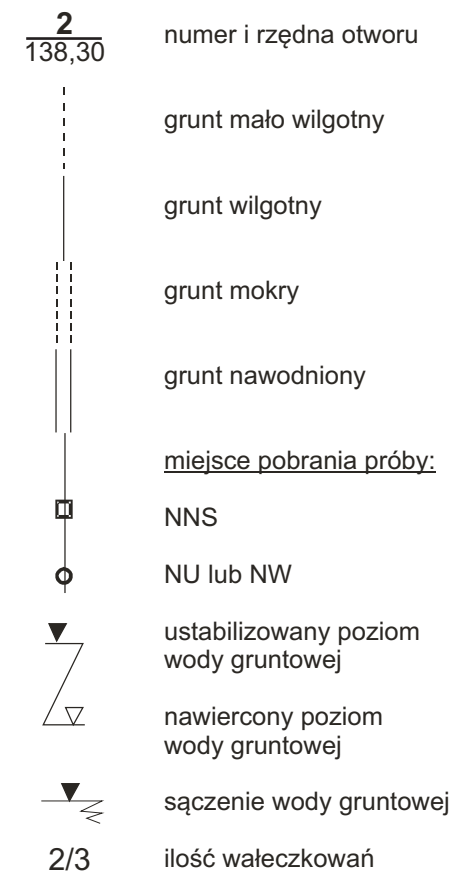 2
138,30
numer i rzędna otworu
grunt mało wilgotny
grunt wilgotny
grunt mokry
grunt nawodniony
miejsce pobrania próby:
NNS
NU lub NW
ustabilizowany poziom
wody gruntowej
nawiercony poziom
wody gruntowej
sączenie wody gruntowej
2/3
ilość wałeczkowań